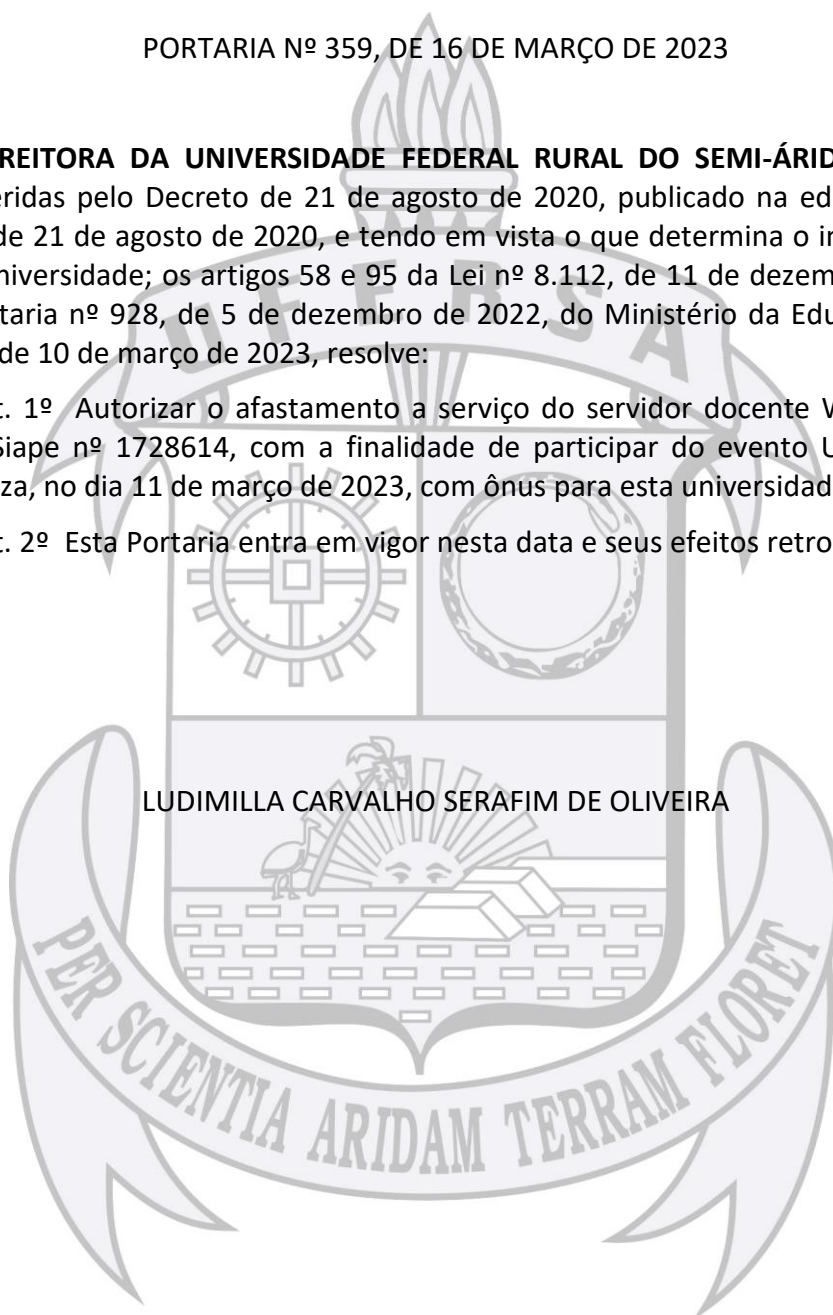 PORTARIA Nº 359, DE 16 DE MARÇO DE 2023
REITORA DA UNIVERSIDADE FEDERAL RURAL DO SEMI-ÁRID
eridas pelo Decreto de 21 de agosto de 2020, publicado na ed
de 21 de agosto de 2020, e tendo em vista o que determina o in
niversidade; os artigos 58 e 95 da Lei nº 8.112, de 11 de dezem
taria nº 928, de 5 de dezembro de 2022, do Ministério da Edu
de 10 de março de 2023, resolve:
t. 1º Autorizar o afastamento a serviço do servidor docente W
Siape nº 1728614, com a finalidade de participar do evento U
za, no dia 11 de março de 2023, com ônus para esta universidad
t. 2º Esta Portaria entra em vigor nesta data e seus efeitos retro
LUDIMILLA CARVALHO SERAFIM DE OLIVEIRA
UFERSA
PER SCIENTIA ARIDAM TERRAM FLORET